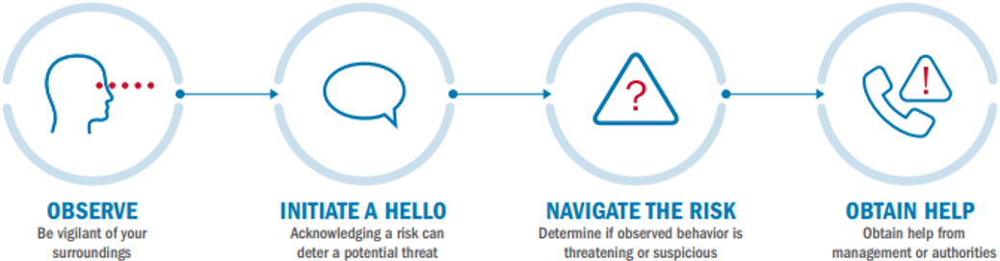 ?
!
OBSERVE
Be vigilant of your
surroundings
INITIATE A HELLO
Acknowledging a risk can
deter a potential threat
NAVIGATE THE RISK
Determine if observed behavior is
threatening or suspicious
OBTAIN HELP
Obtain help from
management or authorities